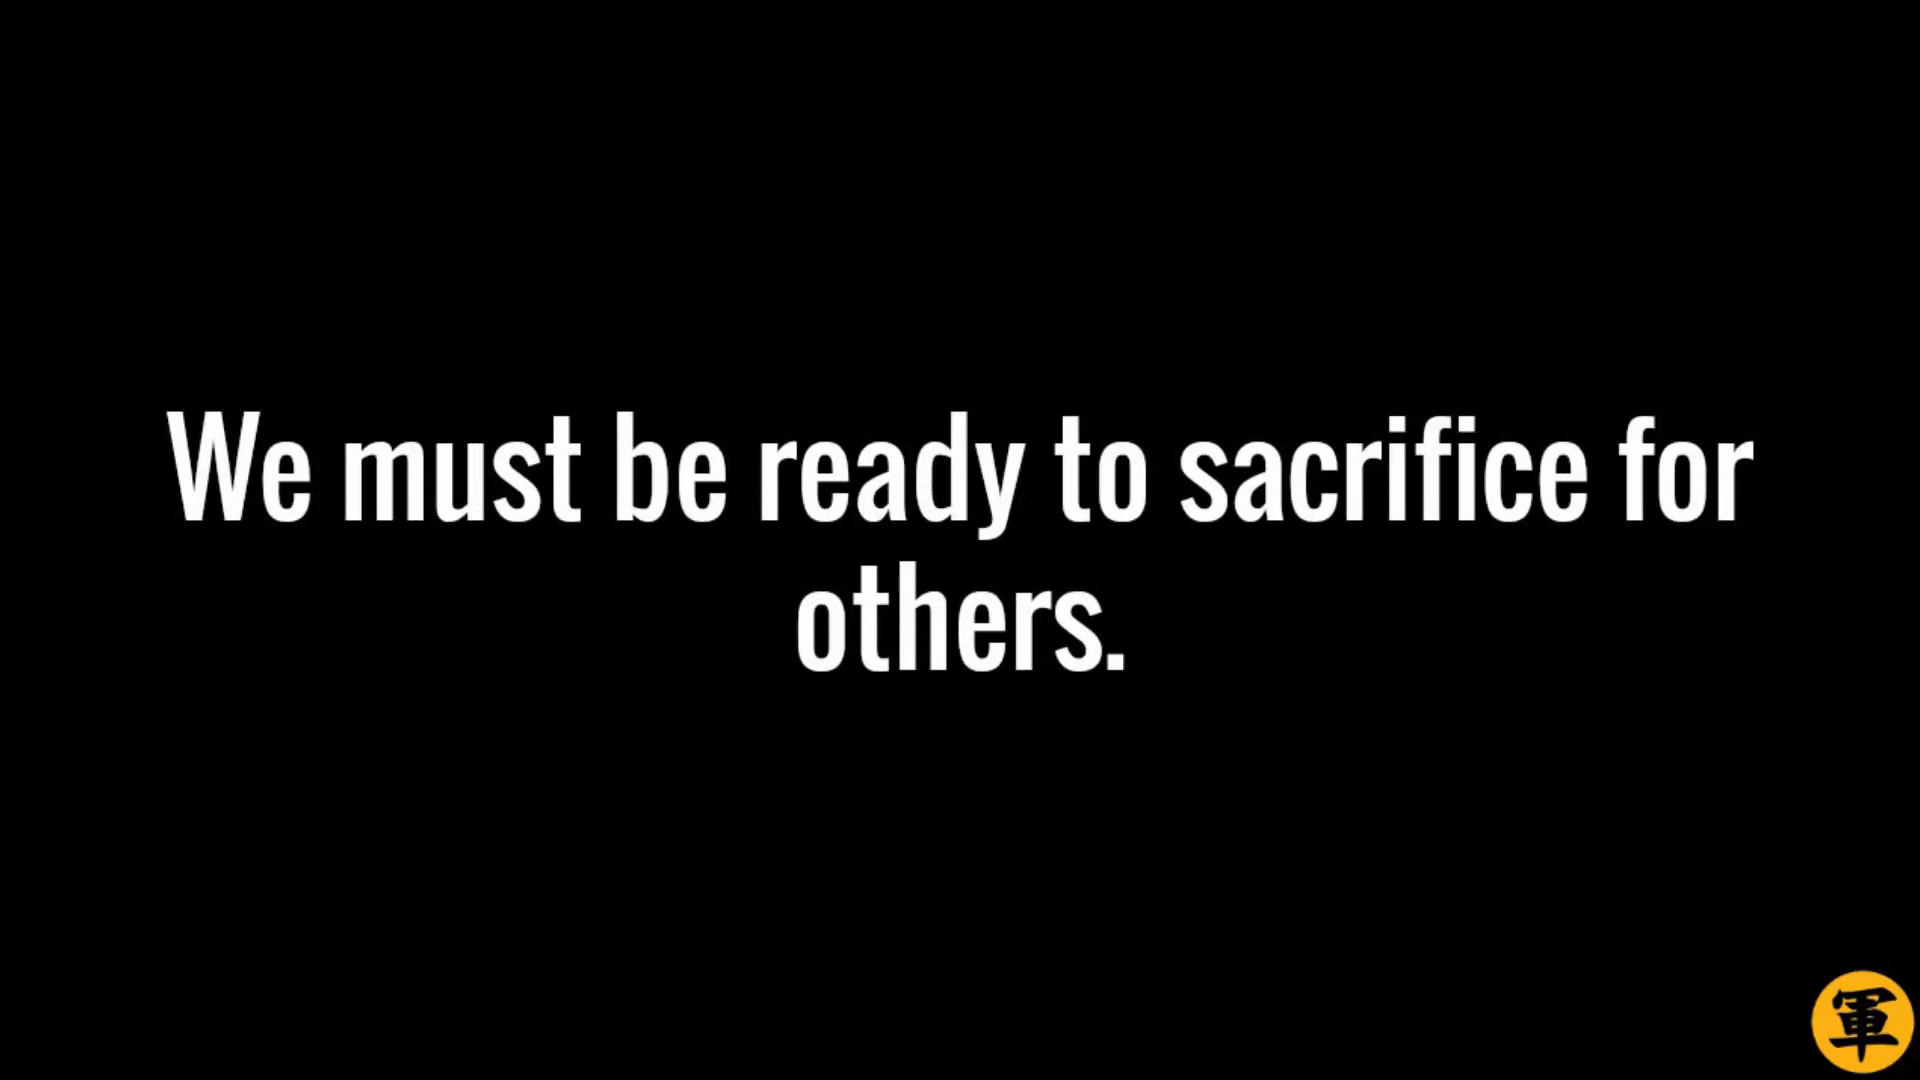 We must be ready to sacrifice for
others.
軍